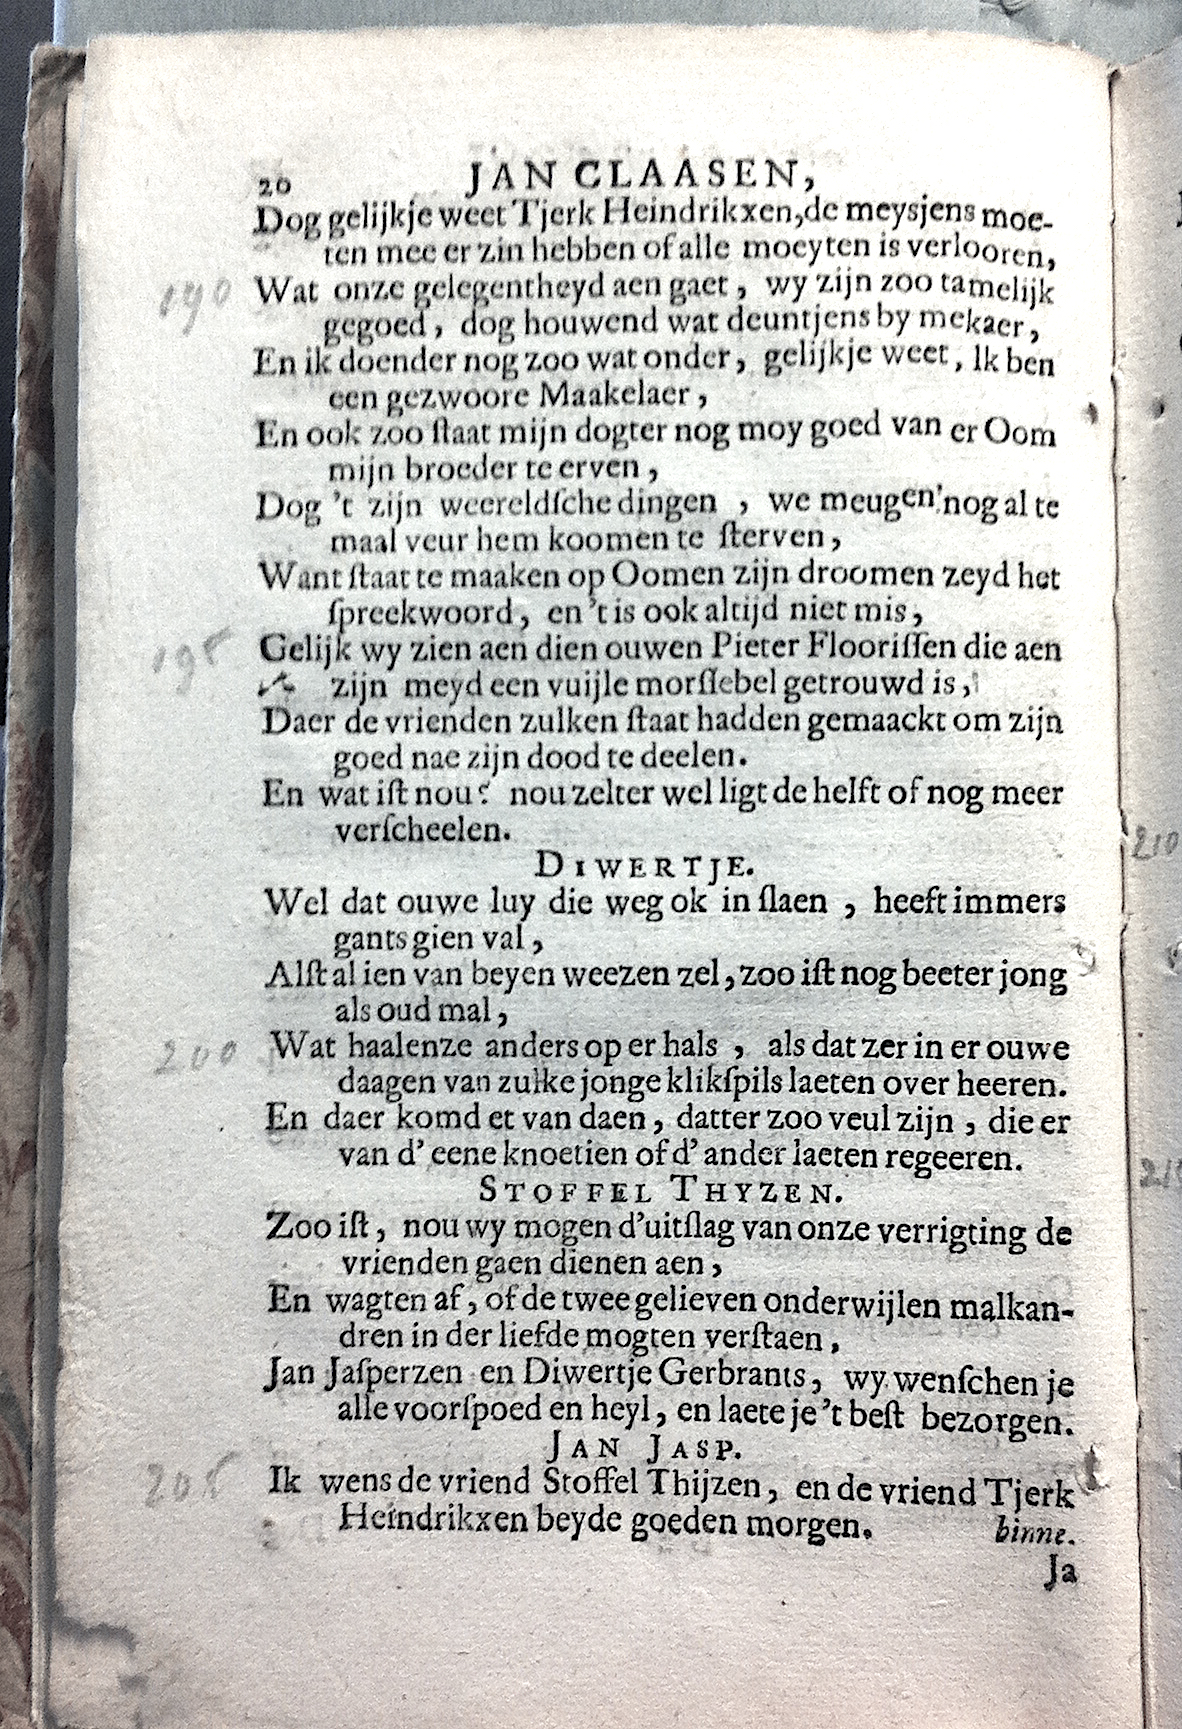 20 JAN CLAASEN,
Dog gelijkje weet Tjerk Heindrikxen, de meysjens moe-
ten mee er zin hebben of alle moeyten is verlooren,
190 Wat onze gelegentheyd aen gaet, wy zijn zoo tamelijk
gegoed, dog houwend wat deuntjens by mekaer,
En ik doender nog zoo wat onder, gelijkje weet, Ik ben
een gezwoore Maakelaer,
En ook zoo ſtaat mijn dogter nog moy goed van er Oom
mijn broeder te erven,
Dog 't zijn weereldſche dingen, we meugen nog al te
maal veur hem koomen te ſterven,
Want ſtaat te maaken op Oomen zijn droomen zeyd het
ſpreekwoord, en 't is ook altijd niet mis,
195 Gelijk wy zien aen dien ouwen Pieter Flooriſſen die aen
zijn meyd een vuijle morſſebel getrouwd is,
Daer de vrienden zulken ſtaat hadden gemaackt om zijn
goed nae zijn dood te deelen.
En wat iſt nou? nou zelter wel ligt de helft of nog meer
verſcheelen.
DIWERTJE.
Wel dat ouwe luy die weg ok in ſlaen, heeft immers
gants gien val,
Alſt al ien van beyen weezen zel, zoo iſt nog beeter jong
als oud mal,
200 Wat haalenze anders op er hals, als dat zer in er ouwe
daagen van zulke jonge klikſpils laeten over heeren.
En daer komd et van daen, datter zoo veul zijn, die er
van d' eene knoetien of d' ander laeten regeeren.
STOFFEL THYZEN.
Zoo iſt, nou wy mogen d'uitſlag van onze verrigting de
vrienden gaen dienen aen,
En wagten af, of de twee gelieven onderwijlen malkan-
dren in der liefde mogten verſtaen,
Jan Jaſperzen en Diwertje Gerbrants, wy wenſchen je
alle voorſpoed en heyl, en laete je 't beſt bezorgen.
JAN JASP.
205 Ik wens de vriend Stoffel Thijzen, en de vriend Tjerk
Heindrikxen beyde goeden morgen. binne.
Ja
210